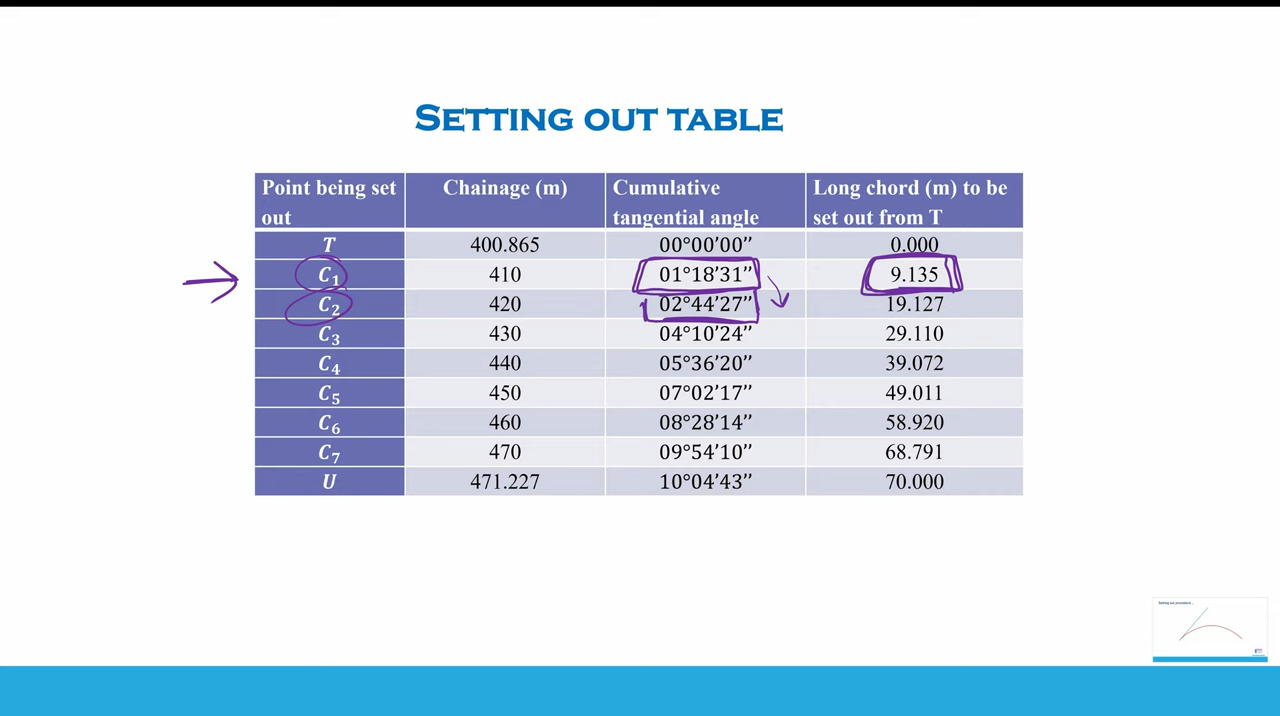 SETTING OUT TABLE
Point being set out | Chainage (m) | Cumulative tangential angle | Long chord (m) to be set out from T
T | 400.865 | 00°00’00’’ | 0.000
C₁ | 410 | 01°18’31’’ | 9.135
C₂ | 420 | 02°44’27’’ | 19.127
C₃ | 430 | 04°10’24’’ | 29.110
C₄ | 440 | 05°36’20’’ | 39.072
C₅ | 450 | 07°02’17’’ | 49.011
C₆ | 460 | 08°28’14’’ | 58.920
C₇ | 470 | 09°54’10’’ | 68.791
U | 471.227 | 10°04’43’’ | 70.000
Setting out procedure...